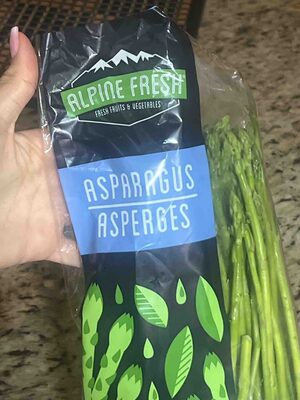 ALPINE FRESH
FRESH FRUITS & VEGETABLES
ASPARAGUS
ASPERGES